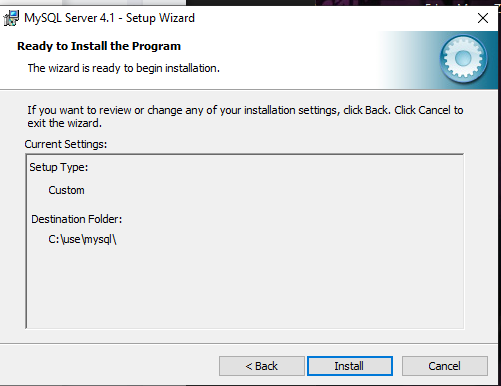 MySQL Server 4.1 - Setup Wizard
Ready to Install the Program
The wizard is ready to begin installation.
If you want to review or change any of your installation settings, click Back. Click Cancel to
exit the wizard.
Current Settings:
Setup Type:
Custom
Destination Folder:
C:\use\mysql\
< Back
Install
Cancel